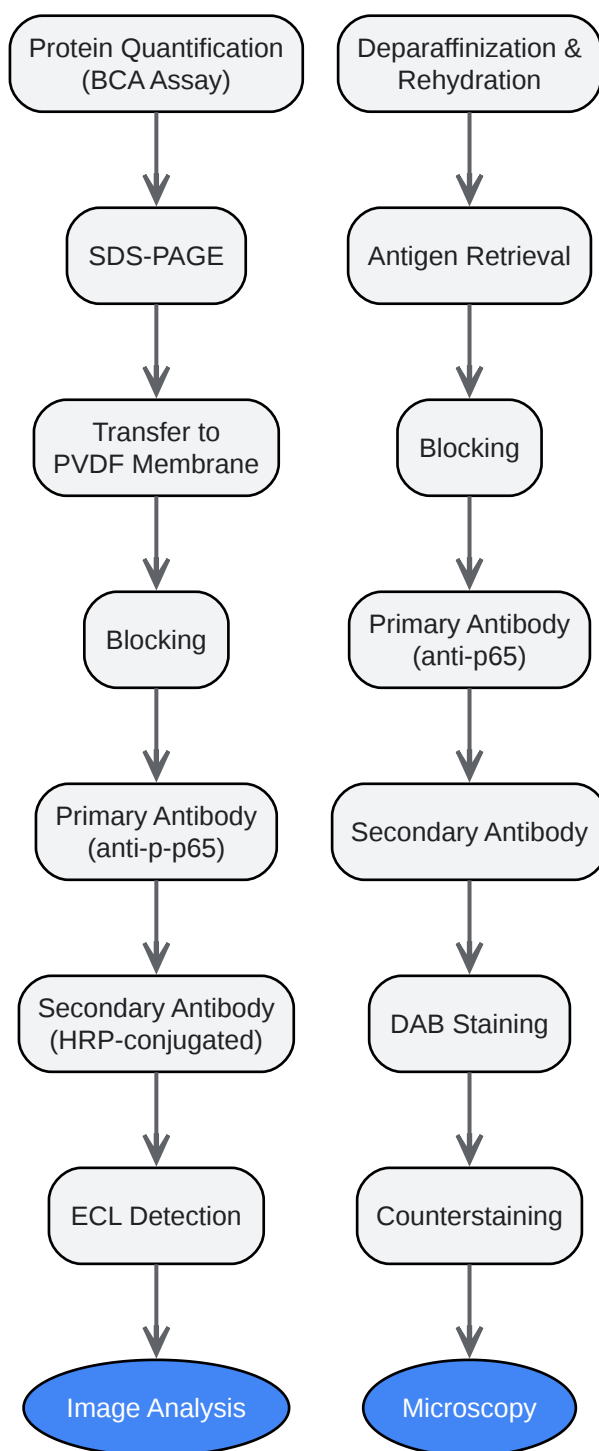 Protein Quantification
(BCA Assay)
SDS-PAGE
Transfer to
PVDF Membrane
Blocking
Primary Antibody
(anti-p-p65)
Secondary Antibody
(HRP-conjugated)
ECL Detection
Image Analysis
Deparaffinization &
Rehydration
Antigen Retrieval
Blocking
Primary Antibody
(anti-p65)
Secondary Antibody
DAB Staining
Counterstaining
Microscopy